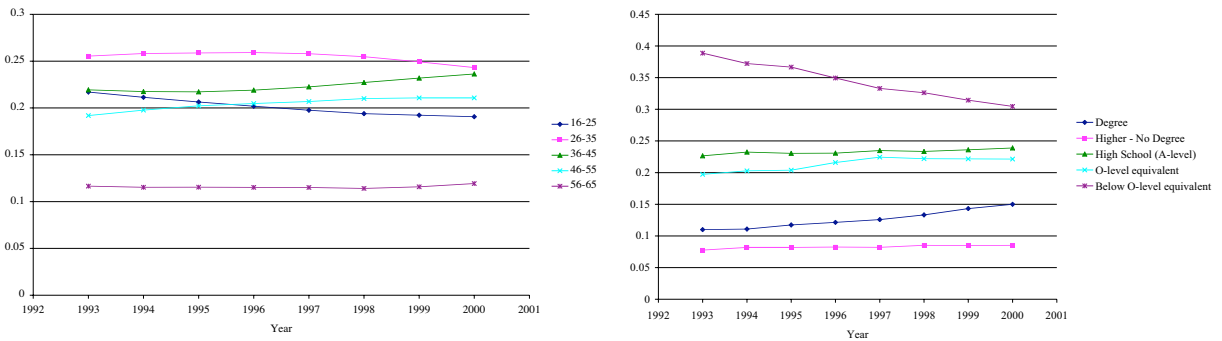 0.3
0.25
0.2
0.15
0.1
0.05
0
1992 1993 1994 1995 1996 1997 1998 1999 2000 2001
Year
16-25
26-35
36-45
46-55
56-65
0.45
0.4
0.35
0.3
0.25
0.2
0.15
0.1
0.05
0
1992 1993 1994 1995 1996 1997 1998 1999 2000 2001
Year
Degree
Higher - No Degree
High School (A-level)
O-level equivalent
Below O-level equivalent